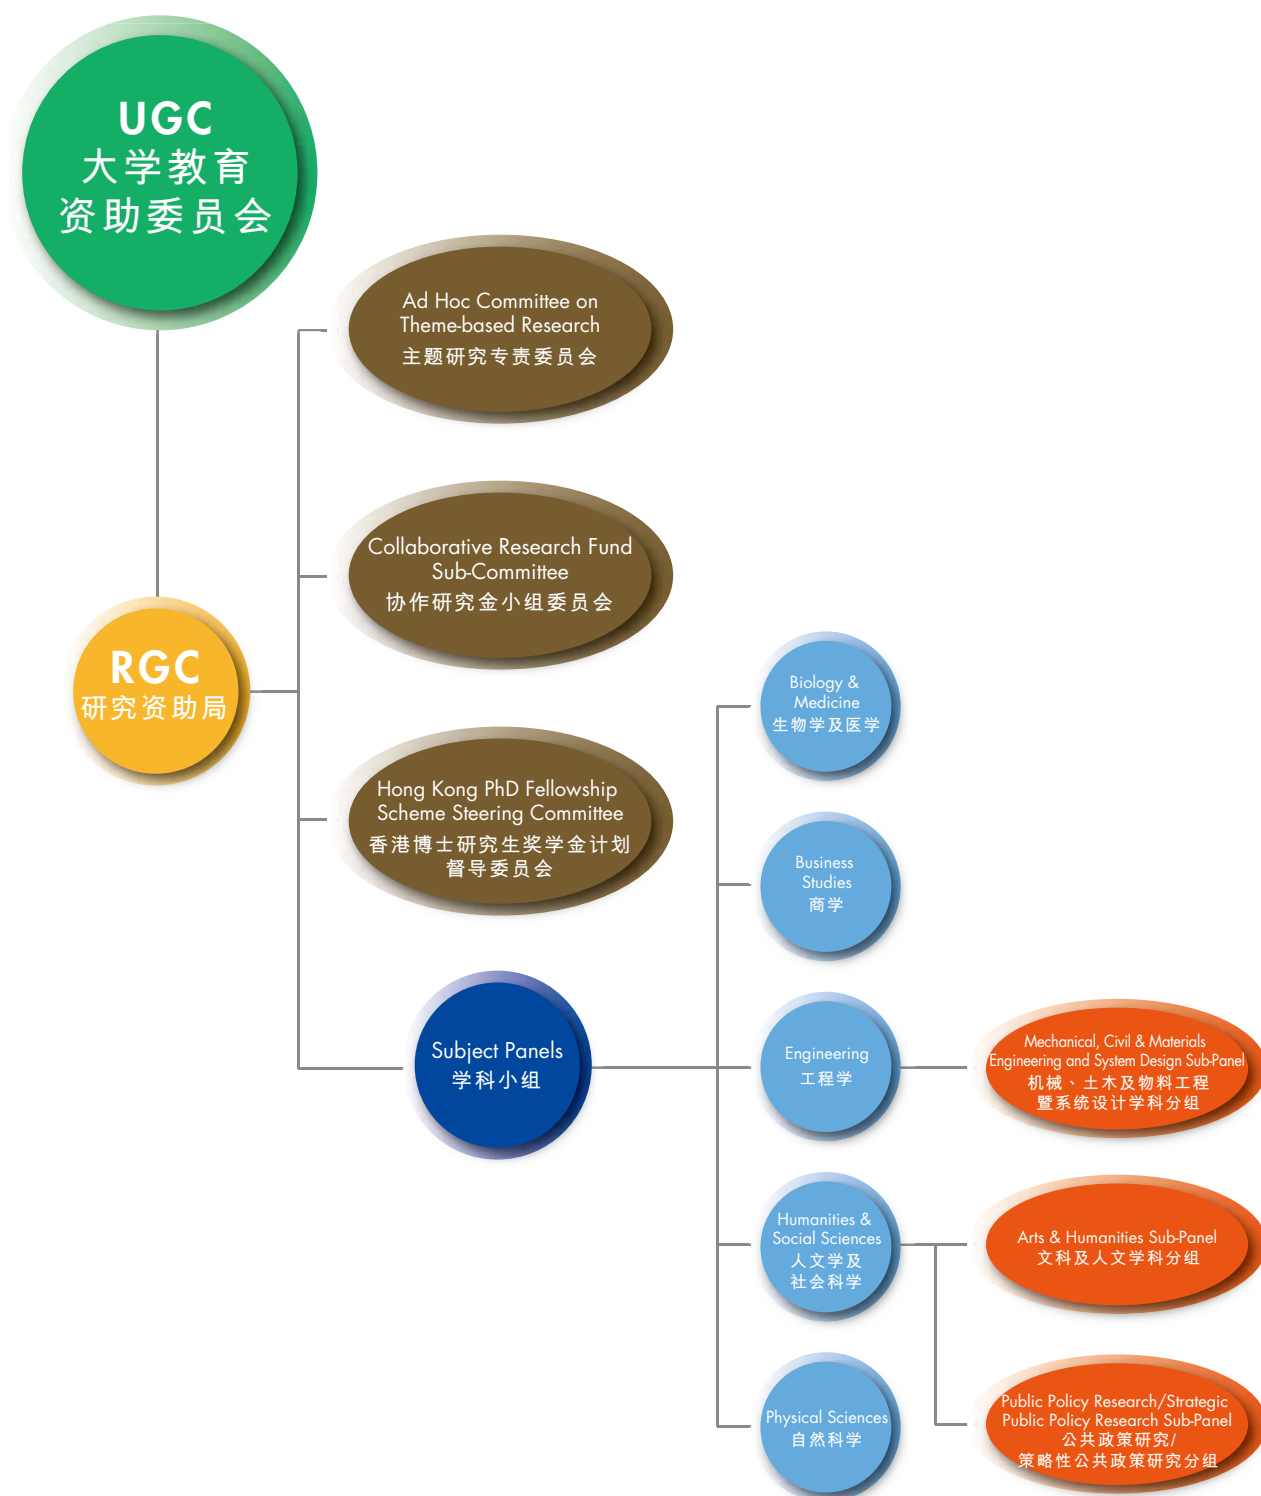 UGC
大学教育
资助委员会
Ad Hoc Committee on
Theme-based Research
主题研究专责委员会
Collaborative Research Fund
Sub-Committee
协作研究金小组委员会
RGC
研究资助局
Hong Kong PhD Fellowship
Scheme Steering Committee
香港博士研究生奖学金计划
督导委员会
Subject Panels
学科小组
Biology &
Medicine
生物学及医学
Business
Studies
商学
Engineering
工程学
Mechanical, Civil & Materials
Engineering and System Design Sub-Panel
机械、土木及物料工程
暨系统设计学科分组
Humanities &
Social Sciences
人文学及
社会科学
Arts & Humanities Sub-Panel
文科及人文学科分组
Public Policy Research/Strategic
Public Policy Research Sub-Panel
公共政策研究/
策略性公共政策研究分组
Physical Sciences
自然科学